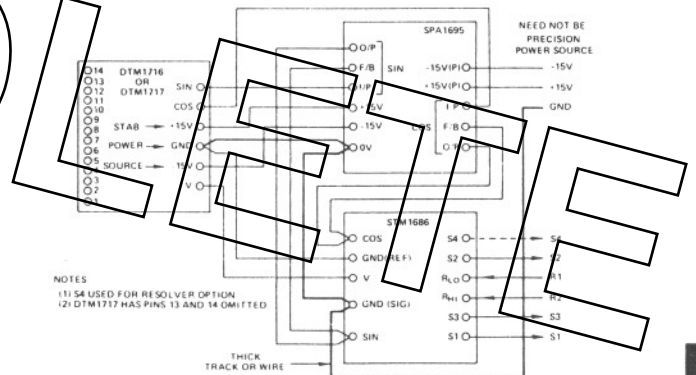 SPA1695
NEED NOT BE
PRECISION
POWER SOURCE
DTM1716
OR
DTM1717
14
13
12
11
10
9
8
7
6
5
4
3
2
SIN
COS
STAB
+15V
POWER
GND
SOURCE
15V
V
O/P
F/B
SIN
I/P
+15V
-15V
0V
-15V(P)
+15V(P)
COS
F/B
O/P
-15V
+15V
GND
STM1686
COS
GND(REF)
V
GND (SIG)
SIN
S4
S2
RLO
RHI
S3
S1
S2
R1
R2
S3
S1
NOTES
(1) S4 USED FOR RESOLVER OPTION
(2) DTM1717 HAS PINS 13 AND 14 OMITTED
THICK
TRACK OR WIRE
OLETE